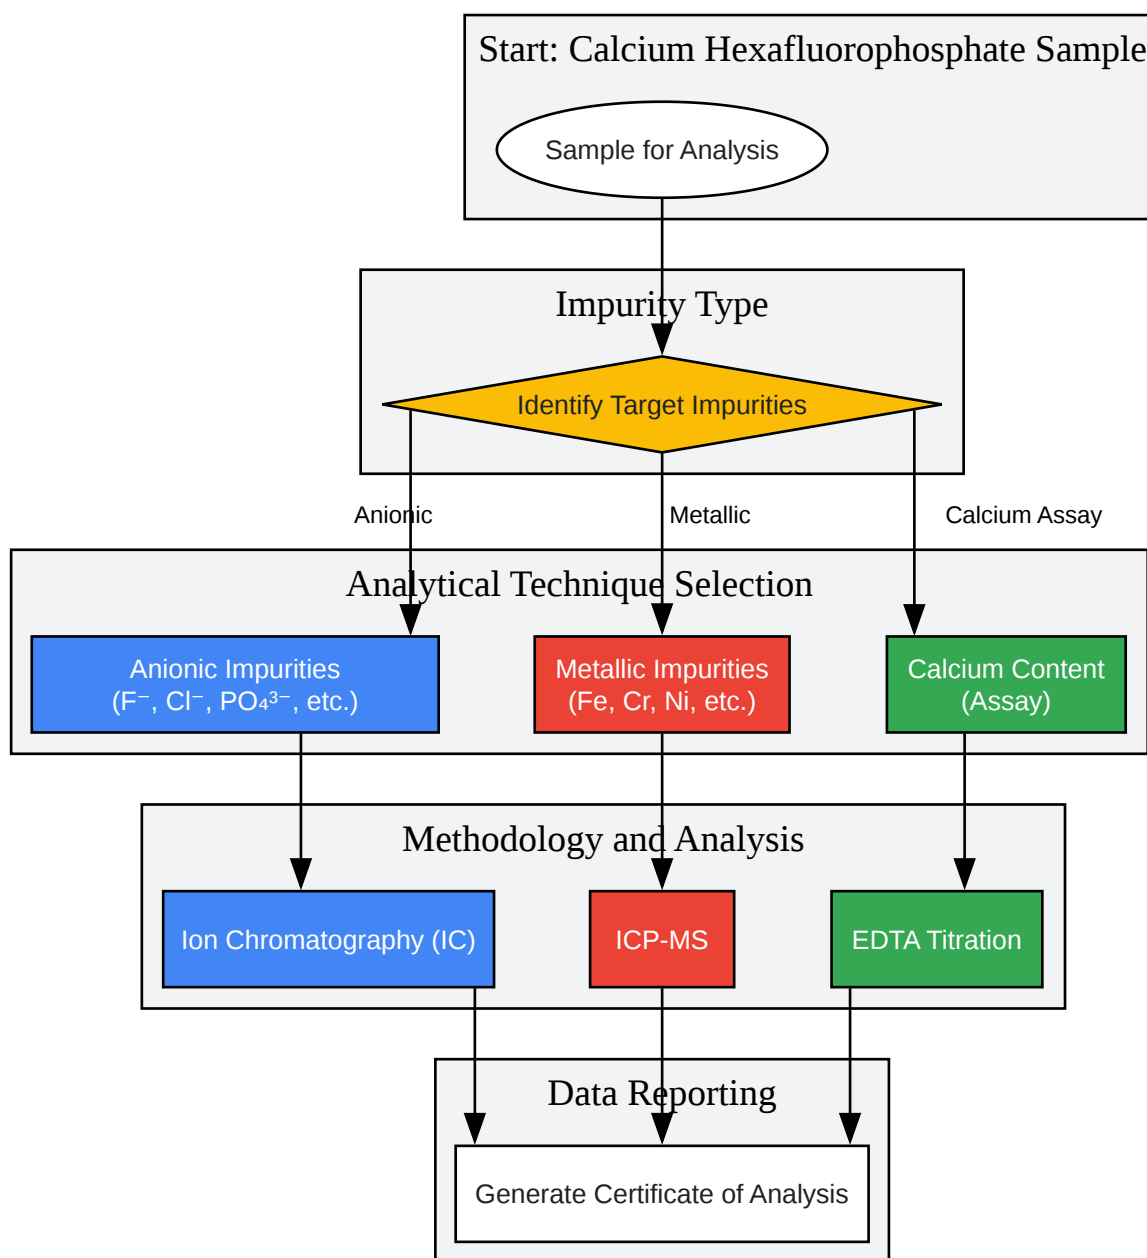 Start: Calcium Hexafluorophosphate Sample
Sample for Analysis
Impurity Type
Identify Target Impurities
Anionic
Metallic
Calcium Assay
Analytical Technique Selection
Anionic Impurities
(F⁻, Cl⁻, PO₄³⁻, etc.)
Metallic Impurities
(Fe, Cr, Ni, etc.)
Calcium Content
(Assay)
Methodology and Analysis
Ion Chromatography (IC)
ICP-MS
EDTA Titration
Data Reporting
Generate Certificate of Analysis